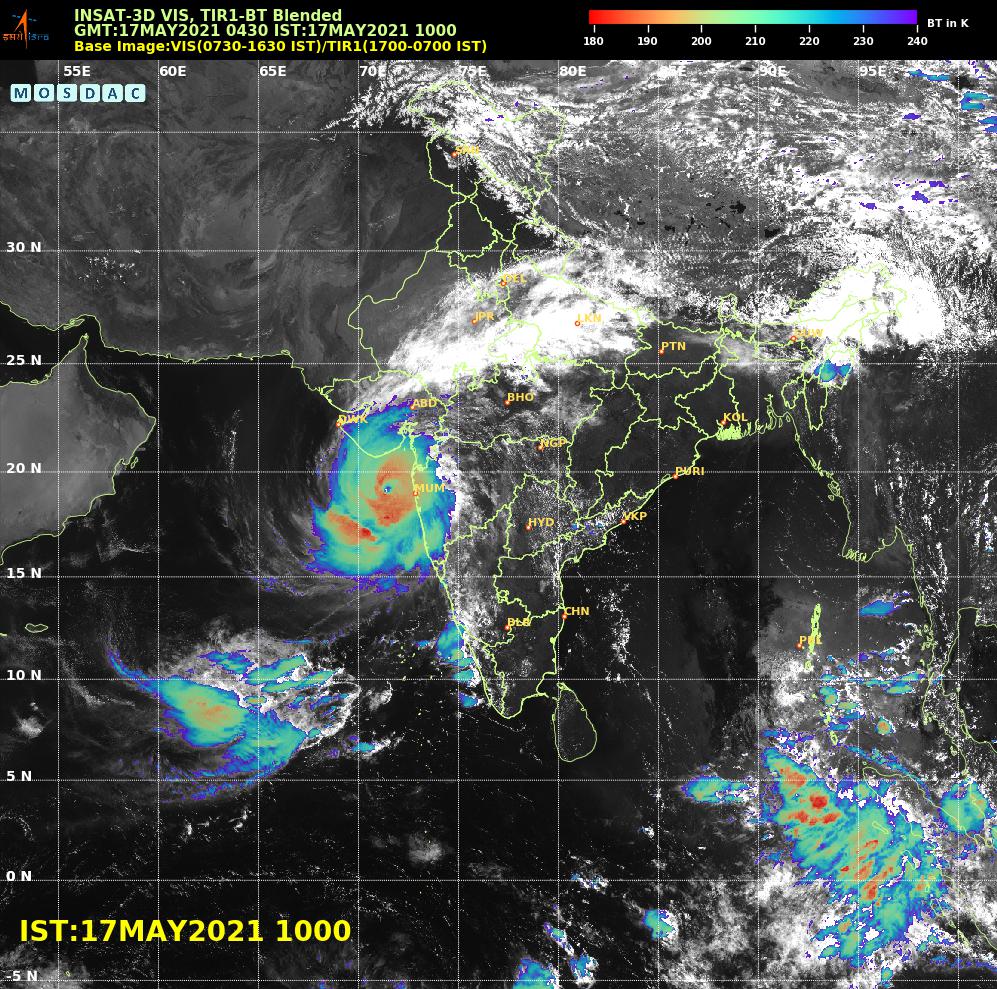 INSAT-3D VIS, TIR1-BT Blended
GMT:17MAY2021 0430 IST:17MAY2021 1000
Base Image:VIS(0730-1630 IST)/TIR1(1700-0700 IST)
BT in K
180 190 200 210 220 230 240
55E 60E 65E 70E 75E 80E 85E 90E 95E
MOSDAC
SRN
30 N
DEL
JPR
LKN
GUW
25 N
PTN
ABD
BHO
DWK
KOL
NGP
20 N
PURI
MUM
HYD
VKP
15 N
CHN
BLR
PBL
10 N
5 N
0 N
IST:17MAY2021 1000
-5 N